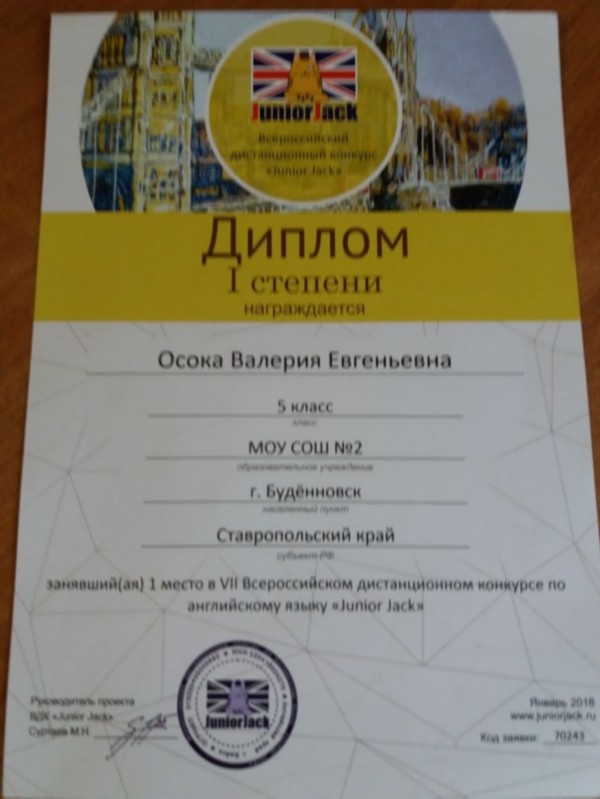 JuniorJack
Всероссийский
дистанционный конкурс
«Junior Jack»
Диплом
I степени
награждается
Осока Валерия Евгеньевна
5 класс
класс
МОУ СОШ №2
образовательное учреждение
г. Будённовск
населенный пункт
Ставропольский край
субъект РФ
занявший(ая) 1 место в VII Всероссийском дистанционном конкурсе по
английскому языку «Junior Jack»
Руководитель проекта
ВДК «Junior Jack»
М.Н.
JuniorJack
Январь 2018
www.juniorjack.ru
Код заявки: 70243